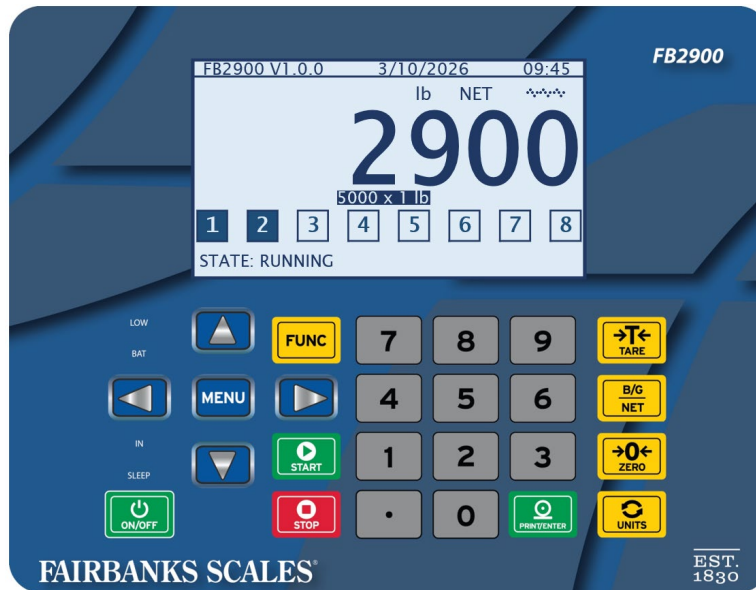 FB2900
FB2900 V1.0.0 3/10/2026 09:45
lb NET
2900
5000 x 1 lb
1 2 3 4 5 6 7 8
STATE: RUNNING
LOW
BAT
FUNC 7 8 9 →T← TARE
MENU 4 5 6 B/G NET
IN
SLEEP
START 1 2 3 →0← ZERO
ON/OFF STOP . 0 PRINT/ENTER UNITS
FAIRBANKS SCALES®
EST.
1830